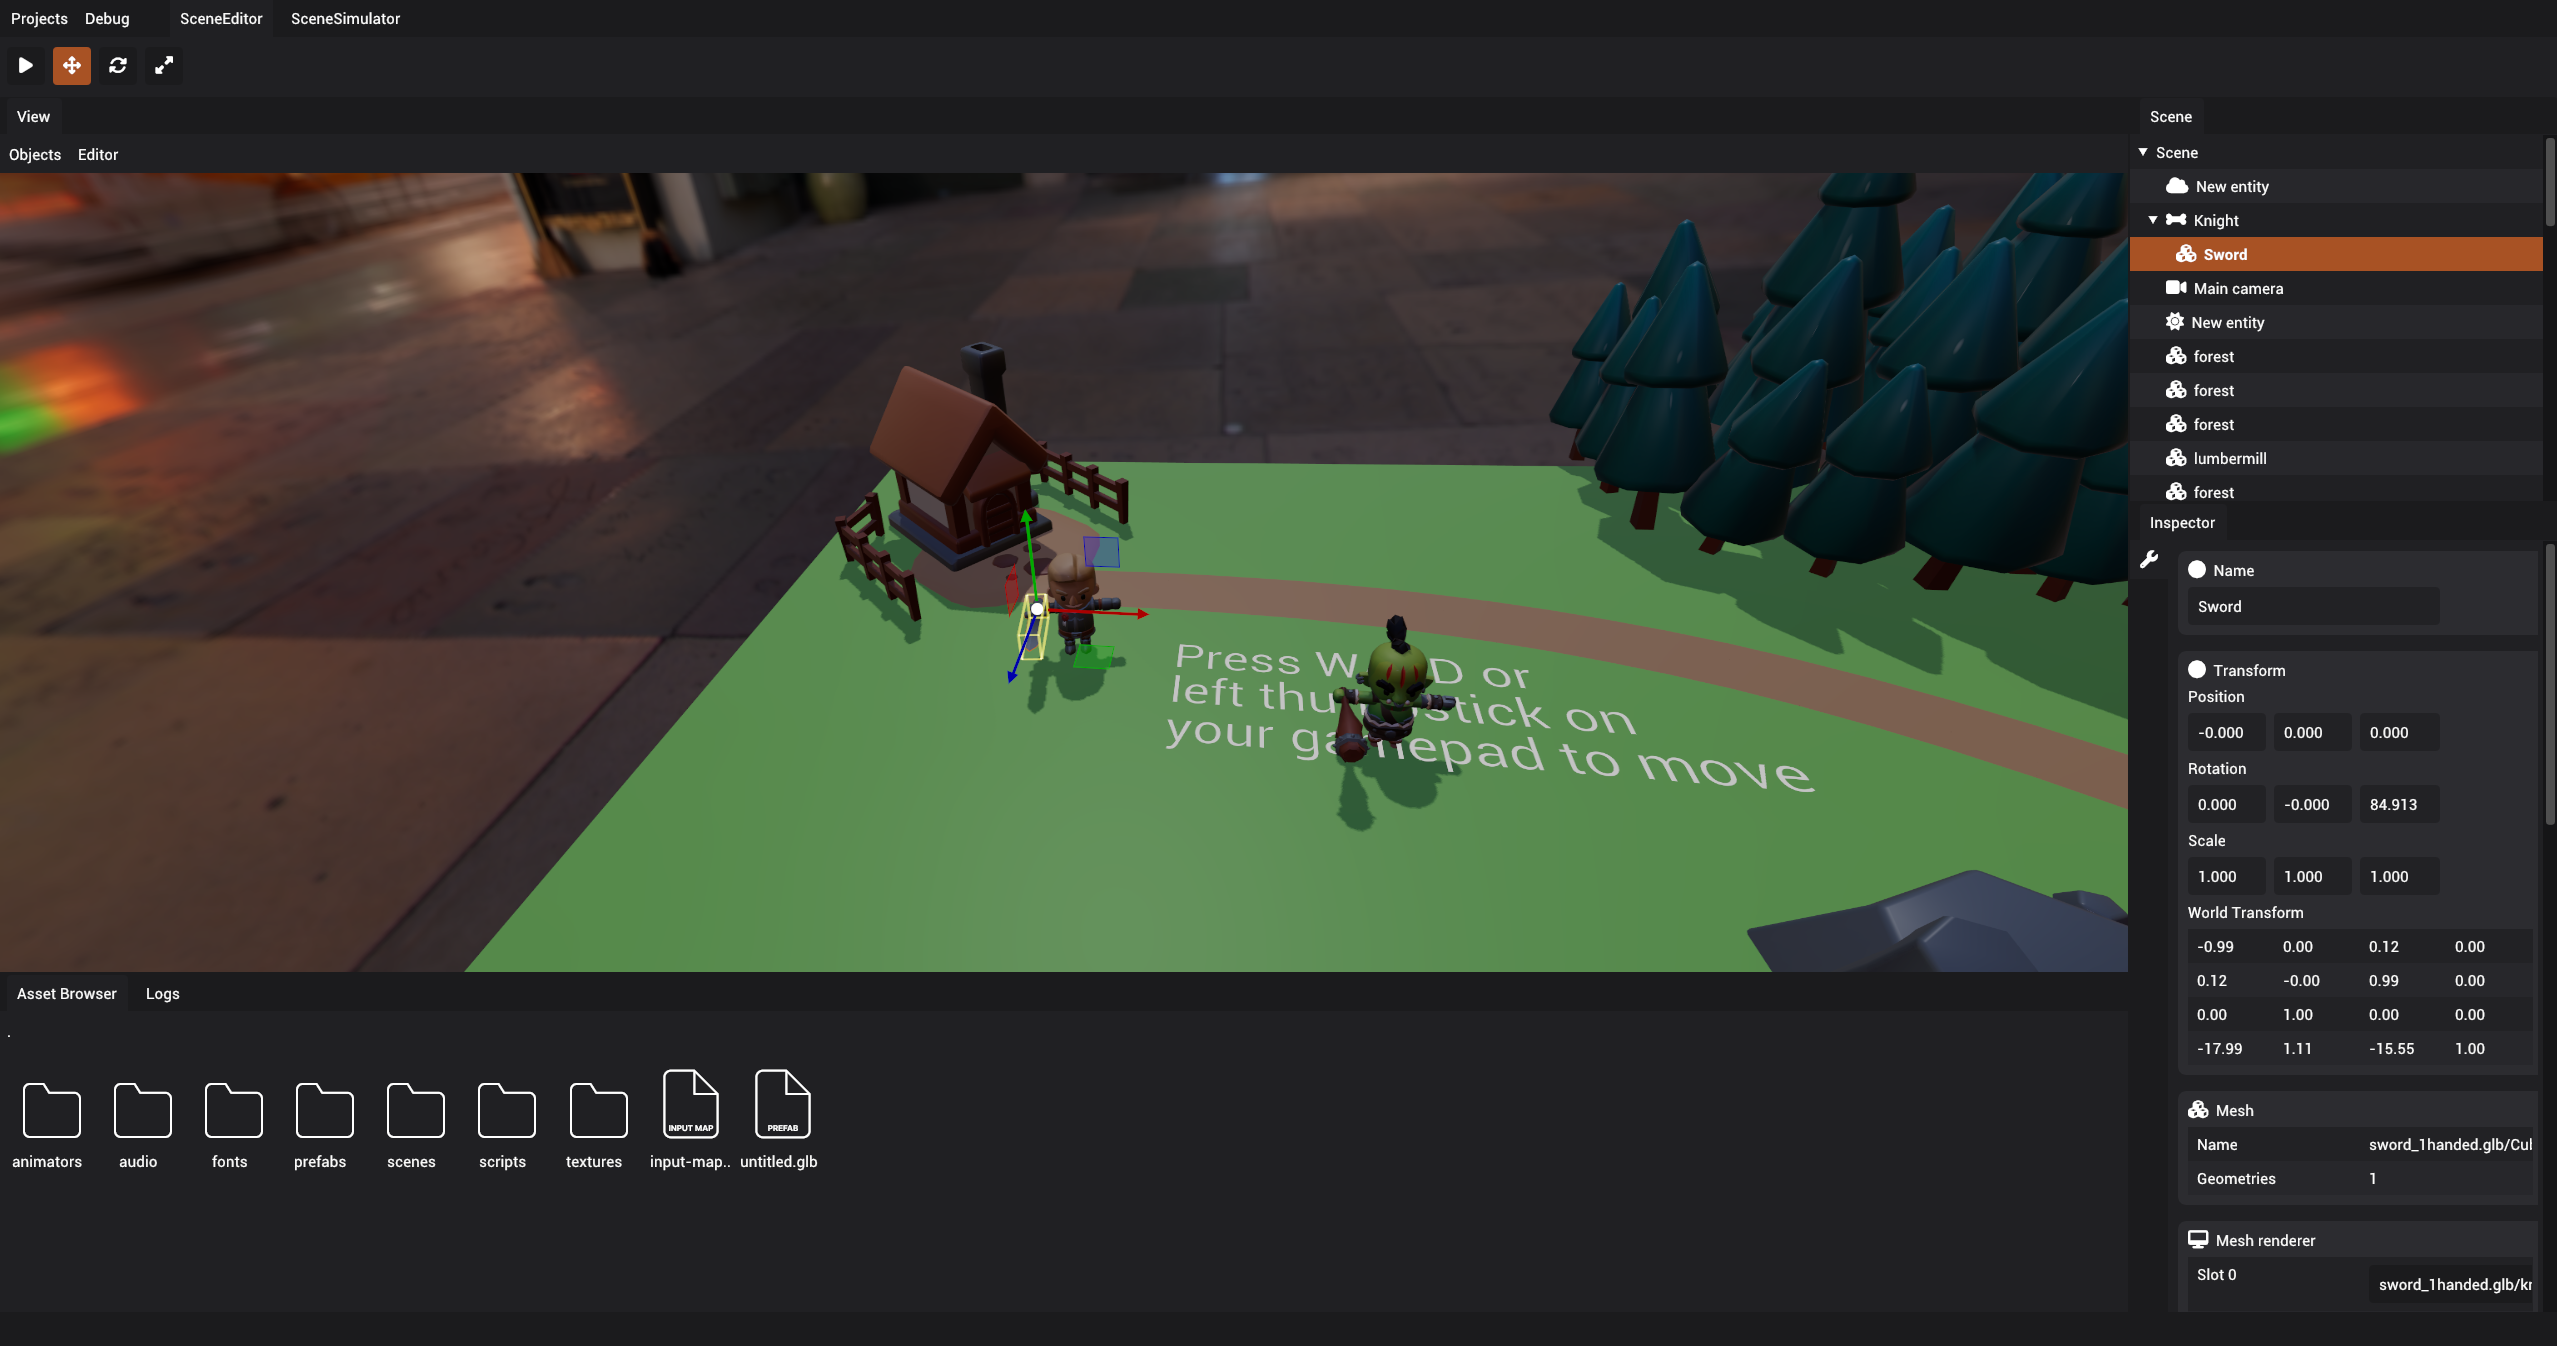 Projects Debug SceneEditor SceneSimulator
View
Objects Editor
Press W D or
left thu stick on
your gamepad to move
Scene
Scene
New entity
Knight
Sword
Main camera
New entity
forest
forest
forest
lumbermill
forest
Inspector
Name
Sword
Transform
Position
-0.000 0.000 0.000
Rotation
0.000 -0.000 84.913
Scale
1.000 1.000 1.000
World Transform
-0.99 0.00 0.12 0.00
0.12 -0.00 0.99 0.00
0.00 1.00 0.00 0.00
-17.99 1.11 -15.55 1.00
Mesh
Name sword_1handed.glb/Cu
Geometries 1
Mesh renderer
Slot 0 sword_1handed.glb/kr
Asset Browser Logs
.
INPUT MAP PREFAB
animators audio fonts prefabs scenes scripts textures input-map.. untitled.glb